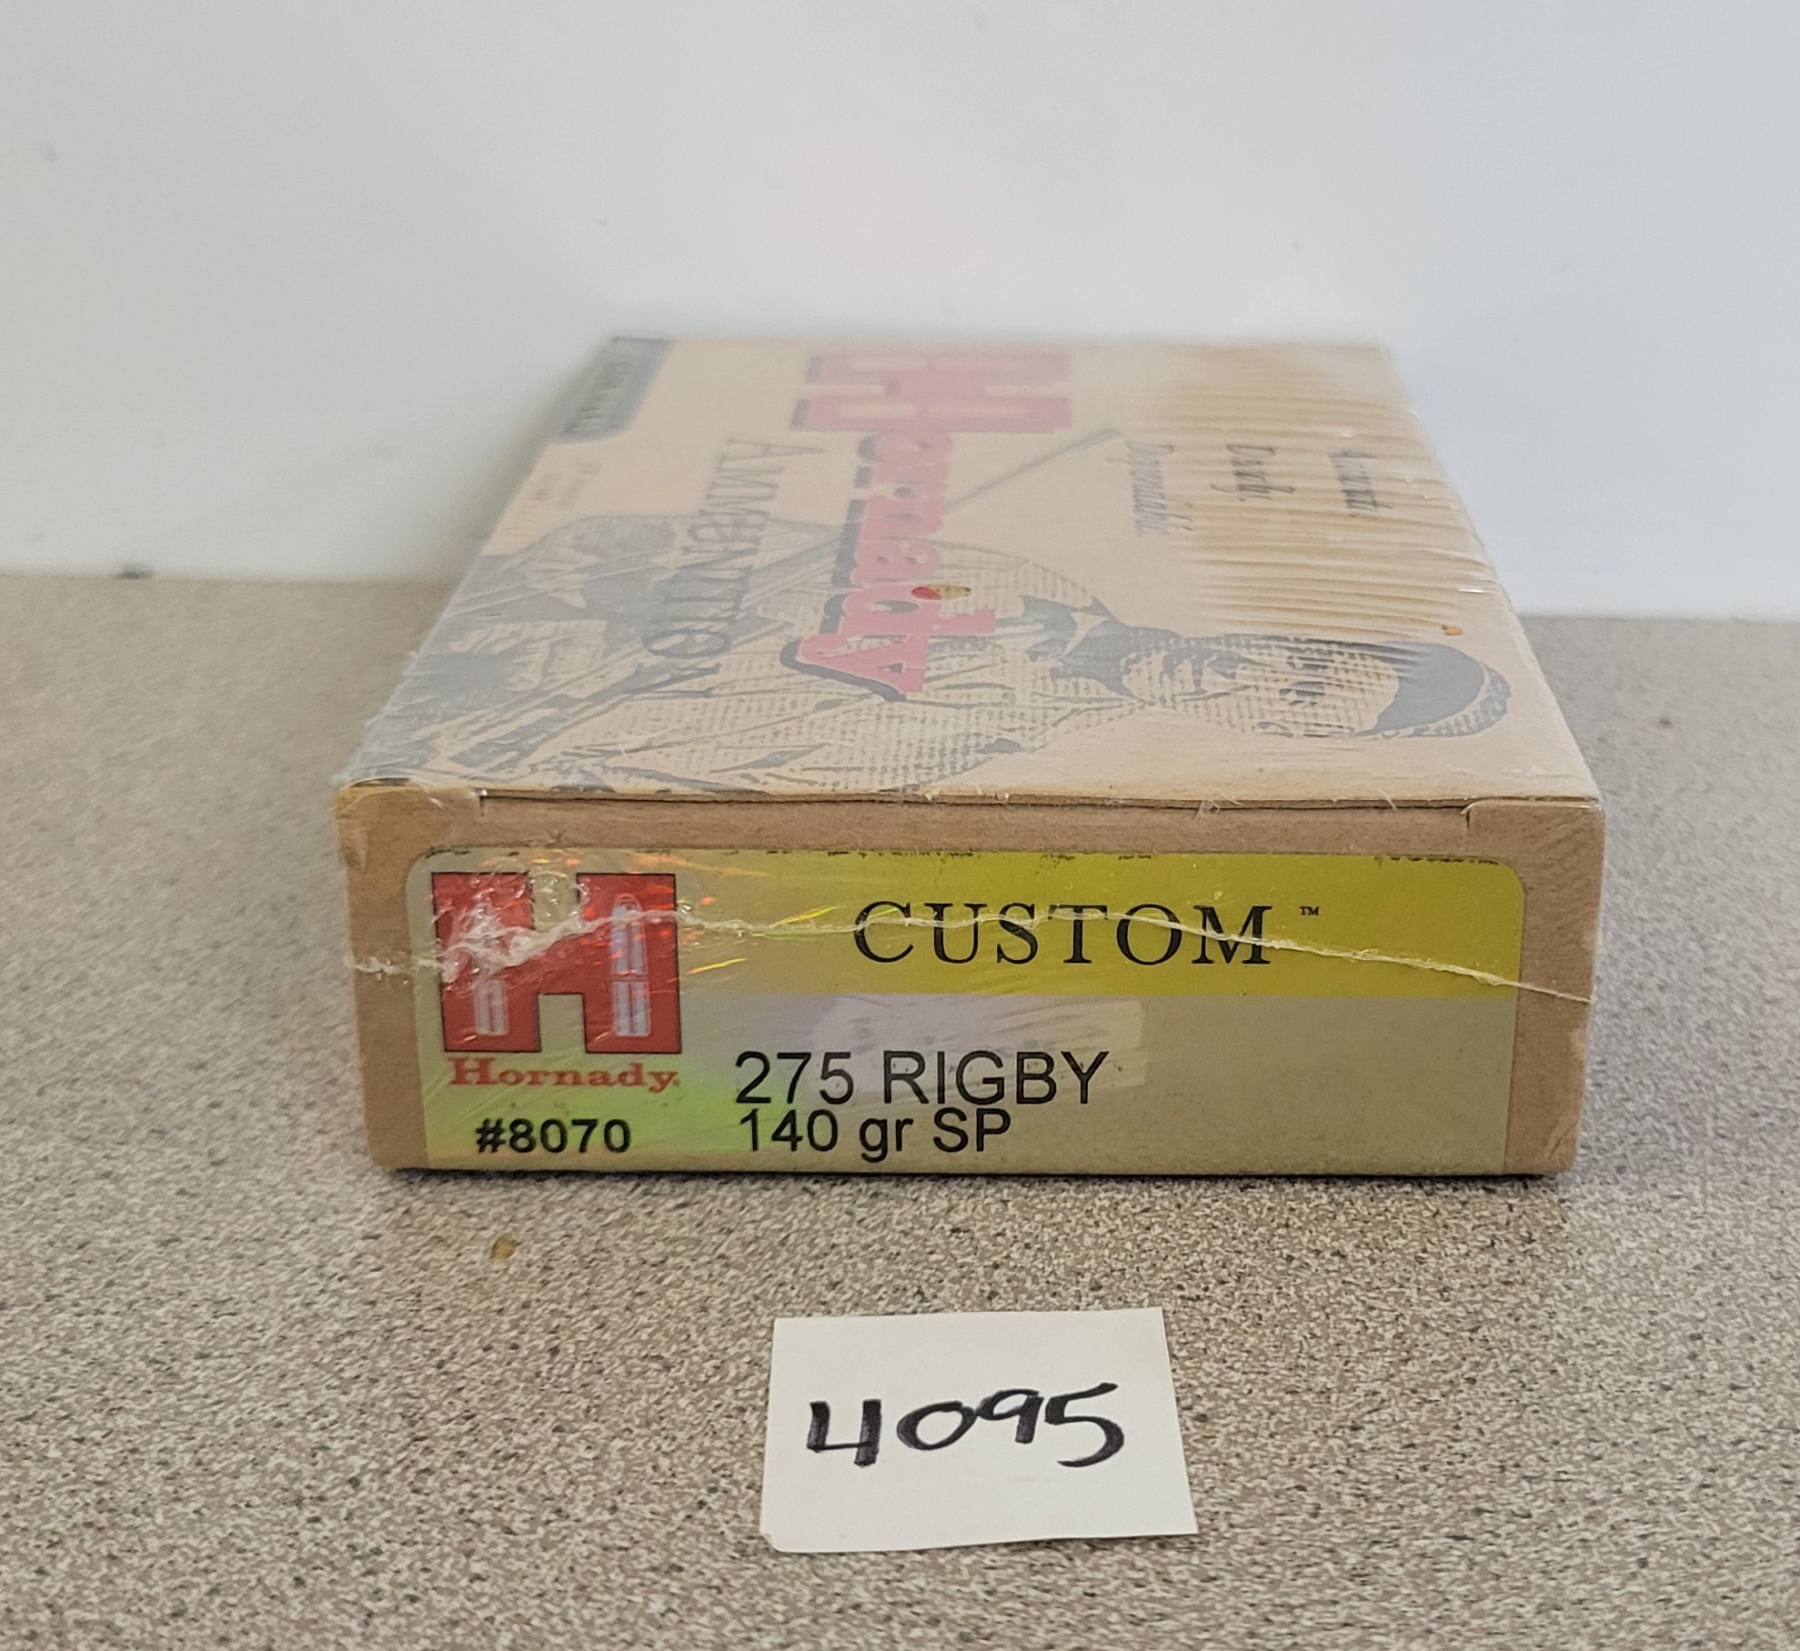 Accurate.
Deadly.
Dependable.
Hornady
AMMUNITION
CUSTOM™
Hornady
275 RIGBY
#8070
140 gr SP
4095